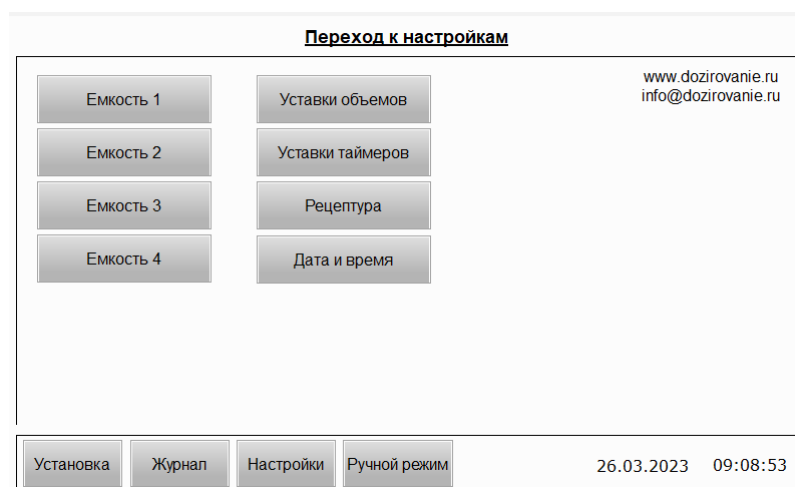 Переход к настройкам
www.dozirovanie.ru
info@dozirovanie.ru
Емкость 1
Уставки объемов
Емкость 2
Уставки таймеров
Емкость 3
Рецептура
Емкость 4
Дата и время
Установка
Журнал
Настройки
Ручной режим
26.03.2023
09:08:53